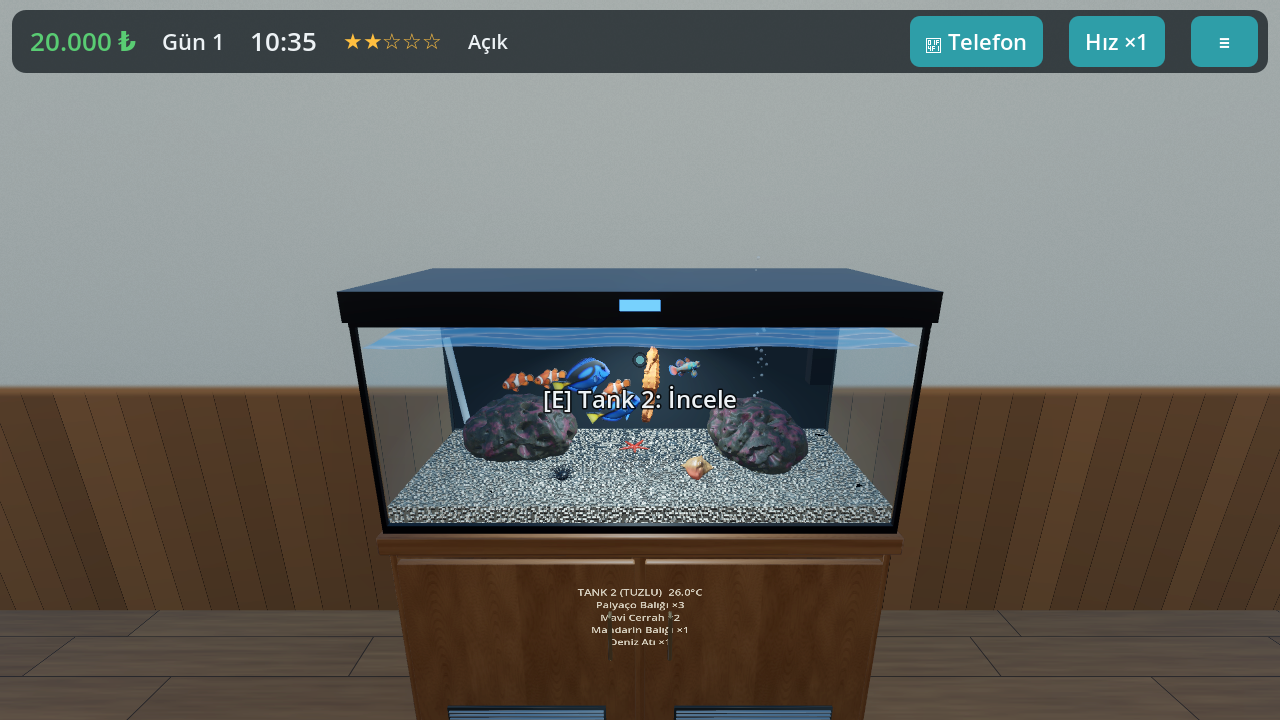 20.000 ₺ Gün 1 10:35 ★★☆☆☆ Açık Telefon Hız ×1 ≡
[E] Tank 2: İncele
TANK 2 (TUZLU) 26.0°C
Palyaço Balığı ×3
Mavi Cerrah ×2
Mandarin Balığı ×1
Deniz Atı ×1